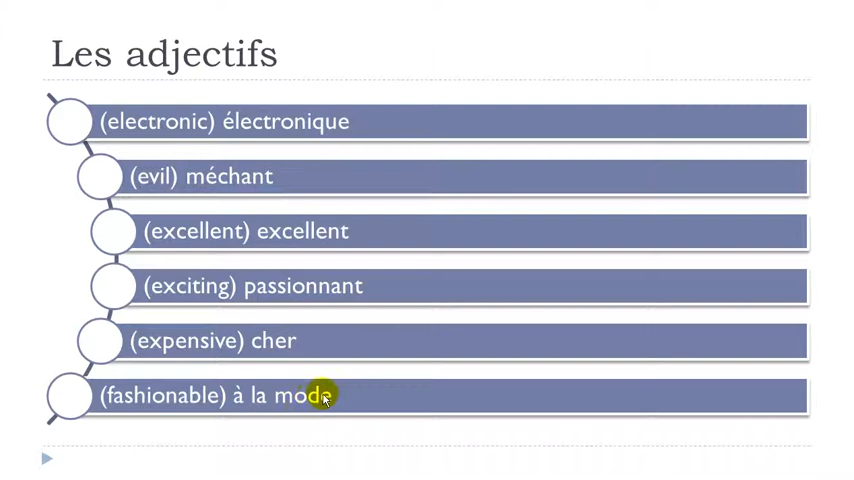 Les adjectifs
(electronic) électronique
(evil) méchant
(excellent) excellent
(exciting) passionnant
(expensive) cher
(fashionable) à la mode